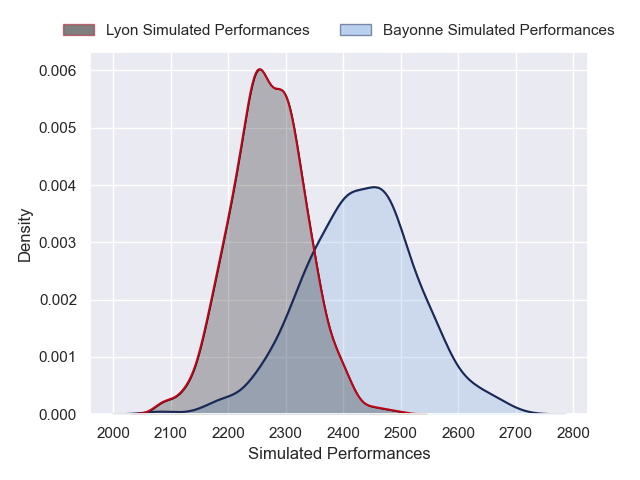 Lyon Simulated Performances
Bayonne Simulated Performances
0.006
0.005
0.004
0.003
0.002
0.001
0.000
Density
2000 2100 2200 2300 2400 2500 2600 2700 2800
Simulated Performances